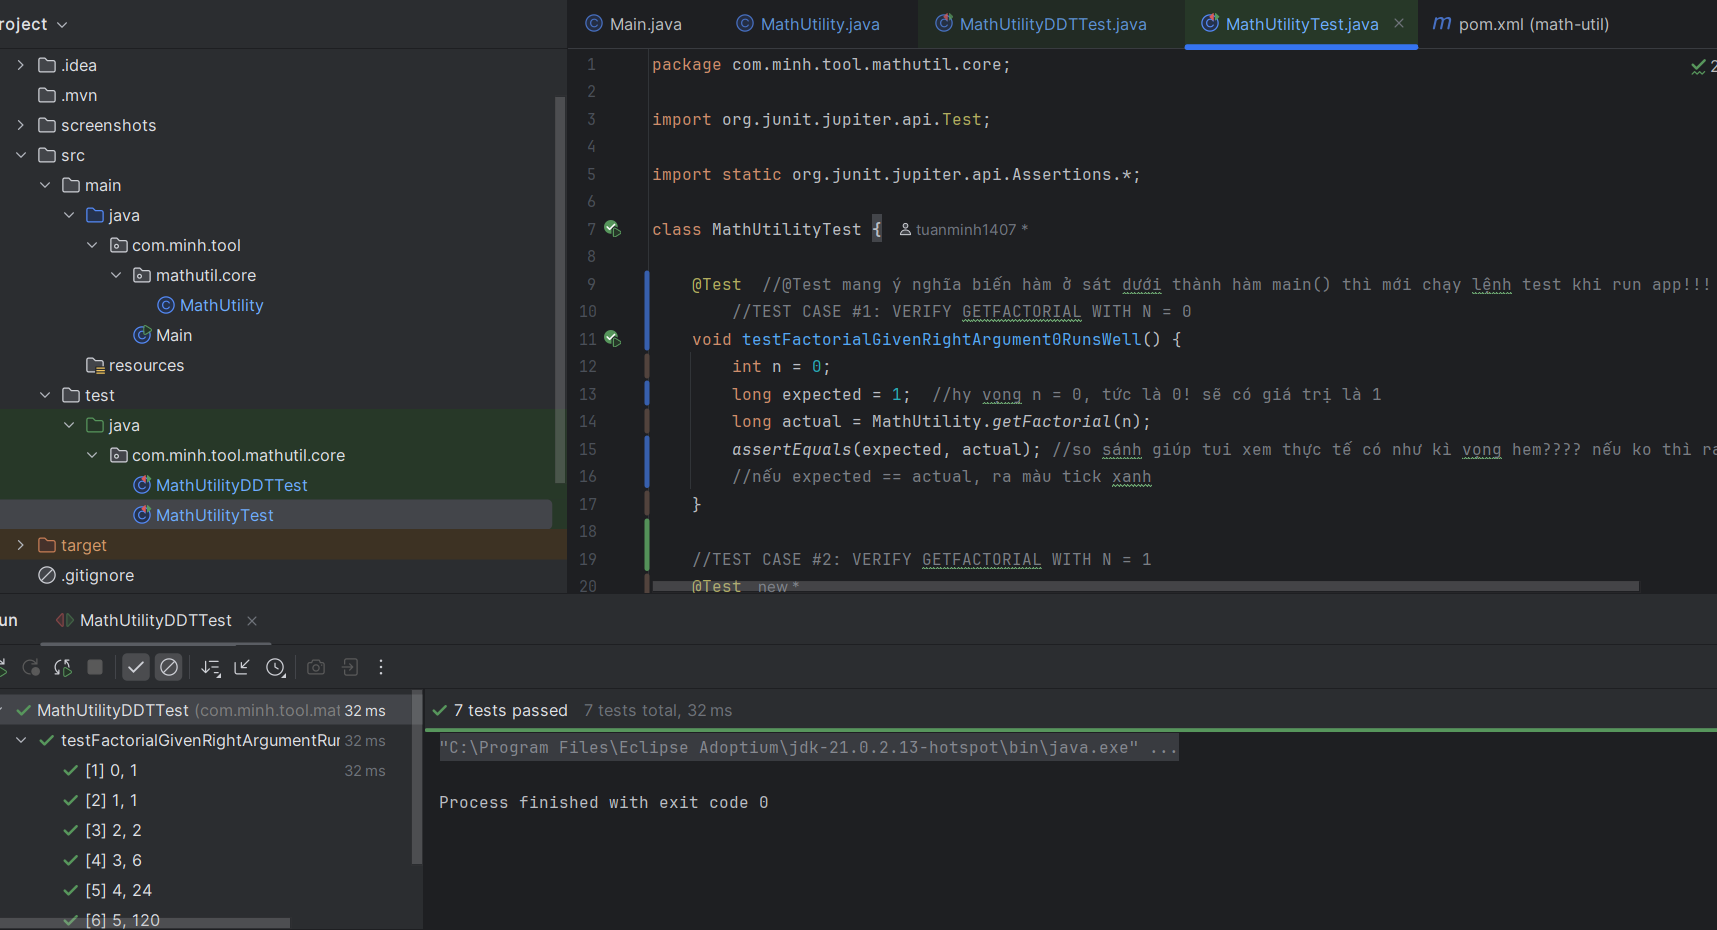 roject
Main.java
MathUtility.java
MathUtilityDDTTest.java
MathUtilityTest.java
pom.xml (math-util)
.idea
.mvn
screenshots
src
main
java
com.minh.tool
mathutil.core
MathUtility
Main
resources
test
java
com.minh.tool.mathutil.core
MathUtilityDDTTest
MathUtilityTest
target
.gitignore
1 package com.minh.tool.mathutil.core;
2
3 import org.junit.jupiter.api.Test;
4
5 import static org.junit.jupiter.api.Assertions.*;
6
7 class MathUtilityTest { tuanminh1407 *
8
9 @Test //@Test mang ý nghĩa biến hàm ở sát dưới thành hàm main() thì mới chạy lệnh test khi run app!!!
10 //TEST CASE #1: VERIFY GETFACTORIAL WITH N = 0
11 void testFactorialGivenRightArgument0RunsWell() {
12 int n = 0;
13 long expected = 1; //hy vọng n = 0, tức là 0! sẽ có giá trị là 1
14 long actual = MathUtility.getFactorial(n);
15 assertEquals(expected, actual); //so sánh giúp tui xem thực tế có như kì vọng hem???? nếu ko thì ra
16 //nếu expected == actual, ra màu tick xanh
17 }
18
19 //TEST CASE #2: VERIFY GETFACTORIAL WITH N = 1
20 @Test new *
2
un
MathUtilityDDTTest
MathUtilityDDTTest (com.minh.tool.mat 32 ms
testFactorialGivenRightArgumentRur 32 ms
[1] 0, 1 32 ms
[2] 1, 1
[3] 2, 2
[4] 3, 6
[5] 4, 24
[6] 5, 120
7 tests passed 7 tests total, 32 ms
"C:\Program Files\Eclipse Adoptium\jdk-21.0.2.13-hotspot\bin\java.exe" ...
Process finished with exit code 0